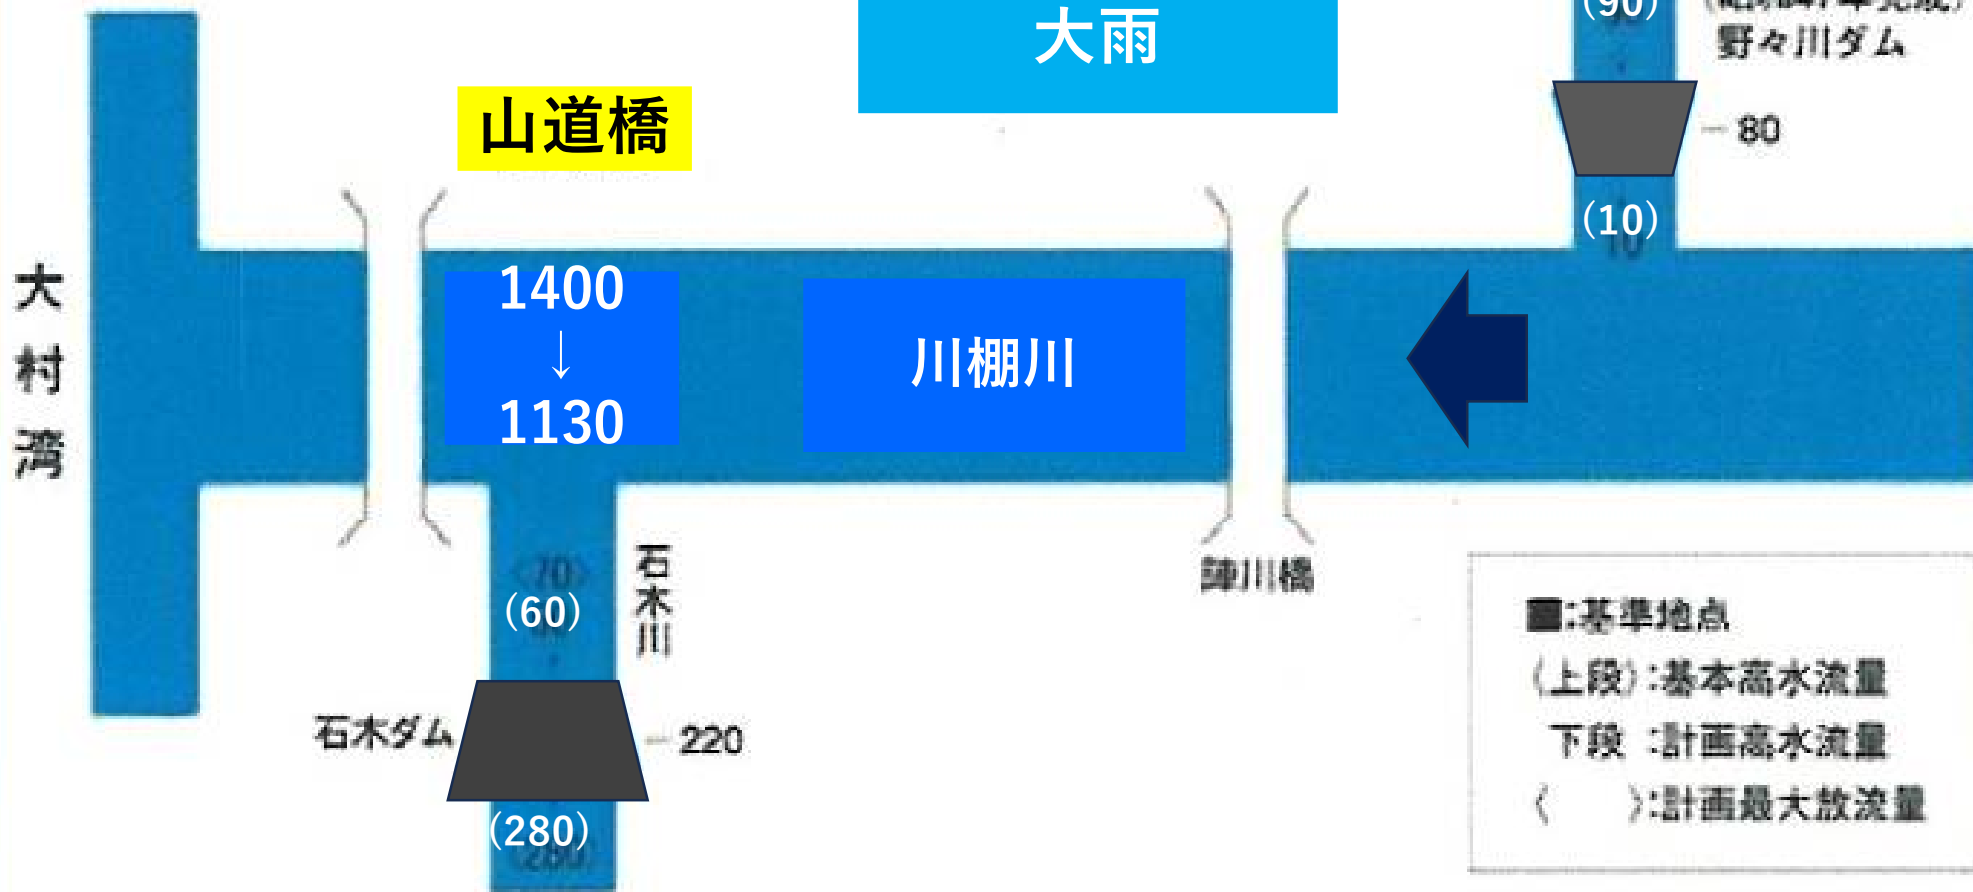 大雨
(90)
野々川ダム
山道橋
80
(10)
10
大村湾
1400
↓
1130
川棚川
〈70〉
(60)
石木川
石木ダム
220
(280)
(280)
■:基準地点
(上段):基本高水流量
下段:計画高水流量
〈 〉:計画最大放流量